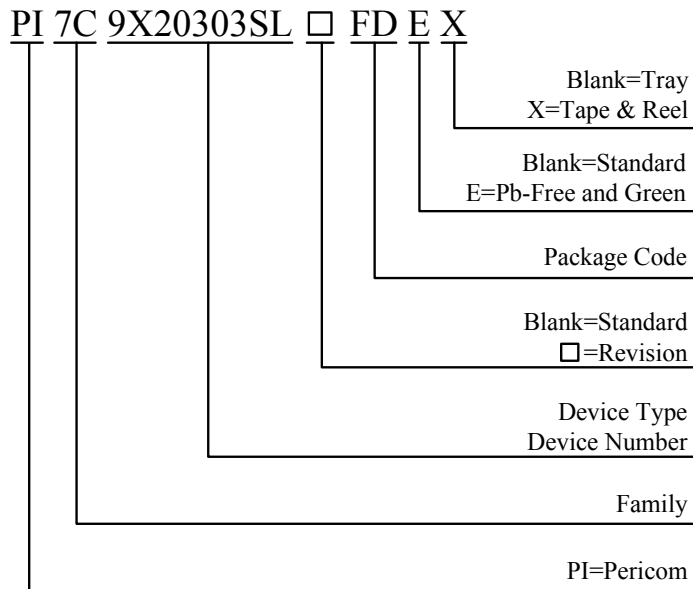 PI 7C 9X20303SL □ FD E X
Blank=Tray
X=Tape & Reel
Blank=Standard
E=Pb-Free and Green
Package Code
Blank=Standard
□=Revision
Device Type
Device Number
Family
PI=Pericom